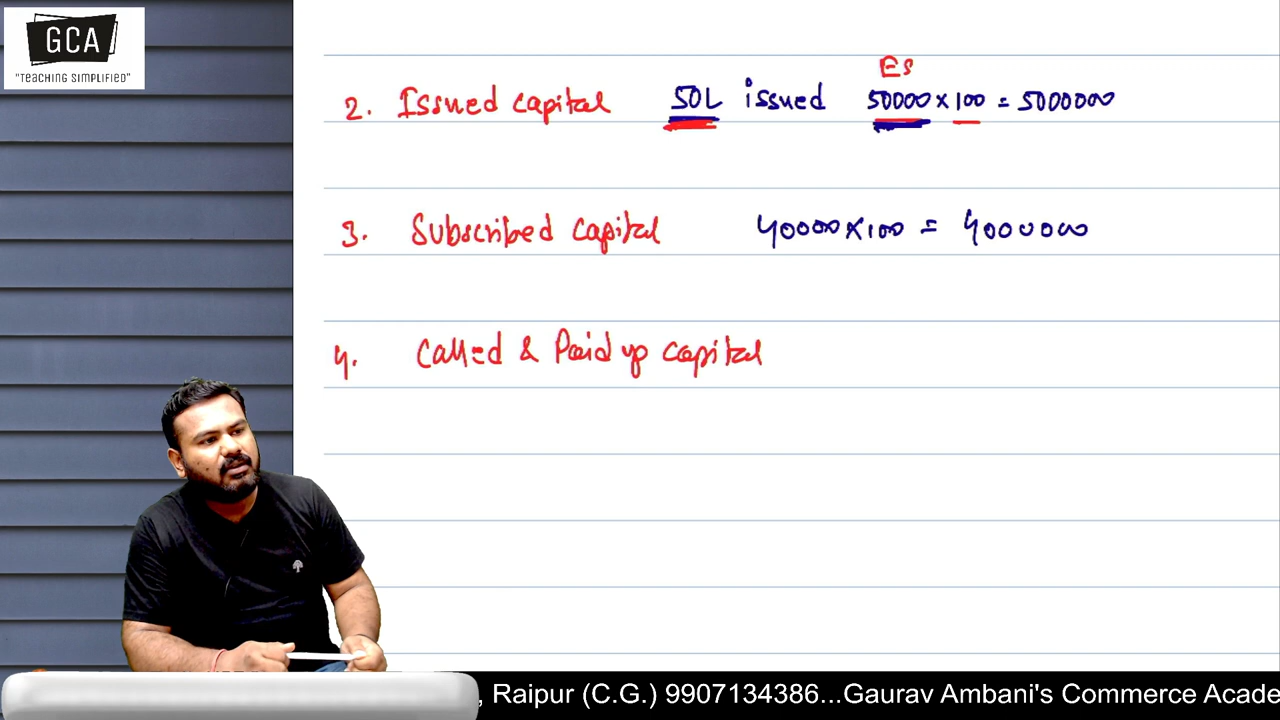 GCA
"TEACHING SIMPLIFIED"
ES
2. Issued capital 50L issued 50000 × 100 = 5000000
3. Subscribed capital 40000 × 100 = 4000000
4. Called & Paid up capital
, Raipur (C.G.) 9907134386...Gaurav Ambani's Commerce Acade